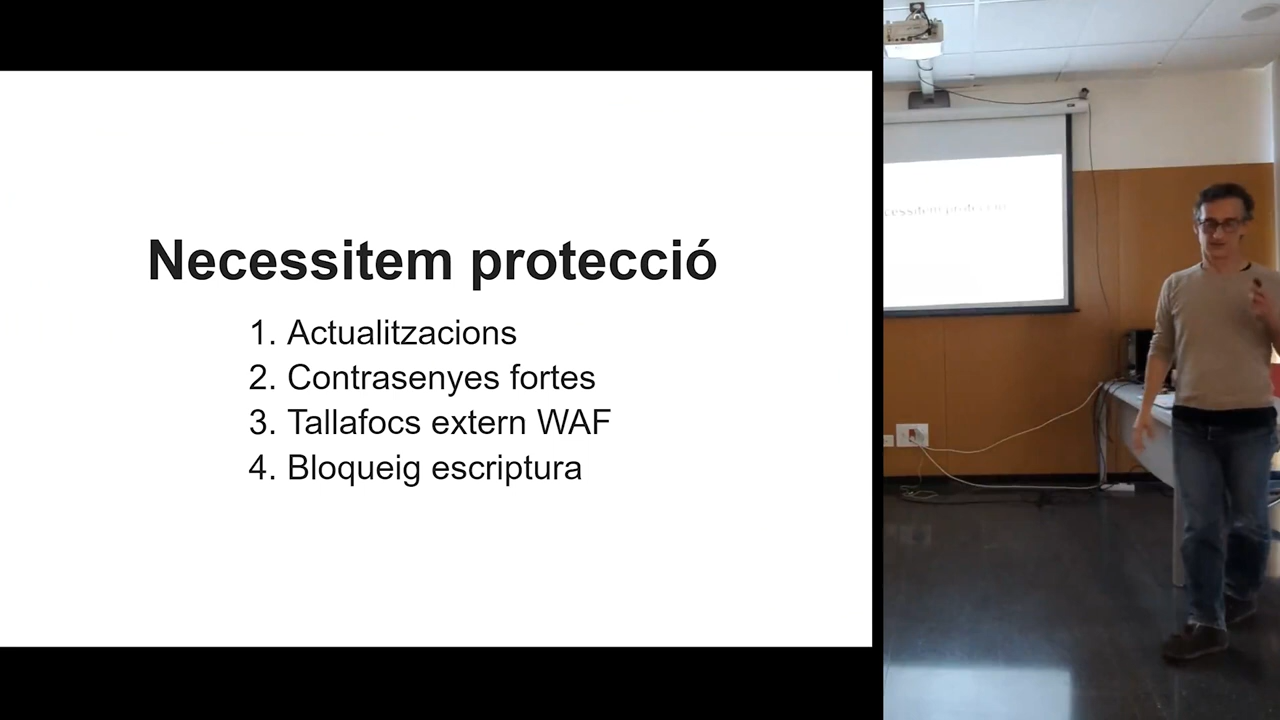 Necessitem protecció
1. Actualitzacions
2. Contrasenyes fortes
3. Tallafocs extern WAF
4. Bloqueig escriptura